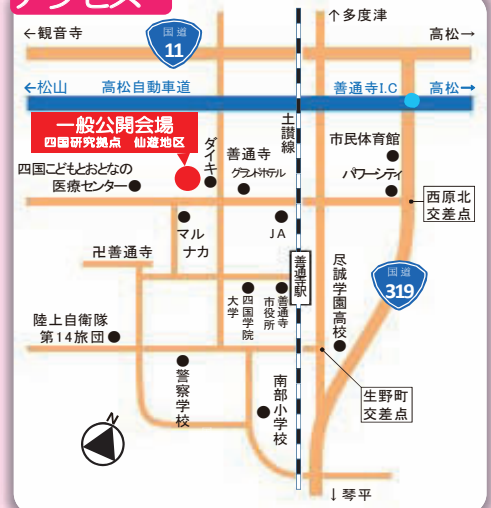 アクセス
↑多度津
←観音寺
国道
11
高松→
←松山
高松自動車道
善通寺I.C
高松→
一般公開会場
四国研究拠点 仙遊地区
ダイキ
善通寺
グランドホテル
土讃線
市民体育館
パワーシティ
四国こどもとおとなの
医療センター
西原北
交差点
マル
ナカ
JA
卍善通寺
善通寺駅
尽誠学園高校
国道
319
四国学院
大学
善通寺
市役所
陸上自衛隊
第14旅団
警察学校
南部小学校
生野町
交差点
N
↓琴平